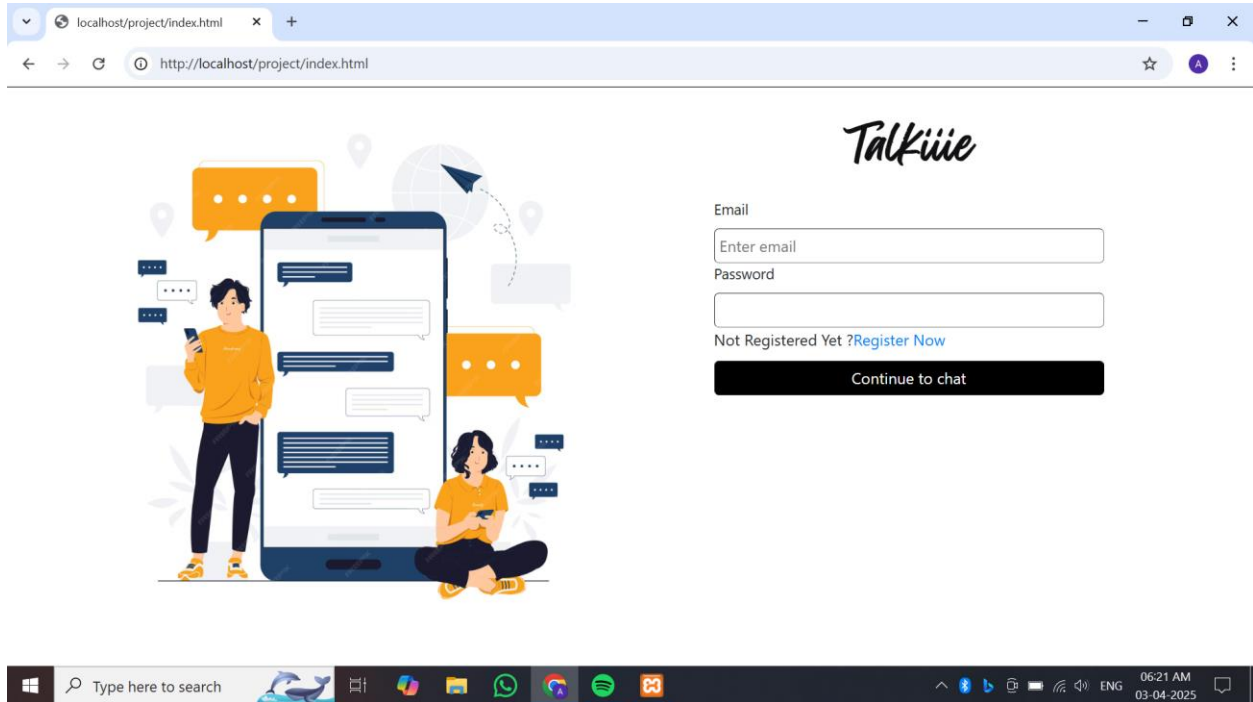 localhost/project/index.html
http://localhost/project/index.html
A
Talkiiie
Email
Enter email
Password
Not Registered Yet ?Register Now
Continue to chat
Type here to search
ENG
06:21 AM
03-04-2025